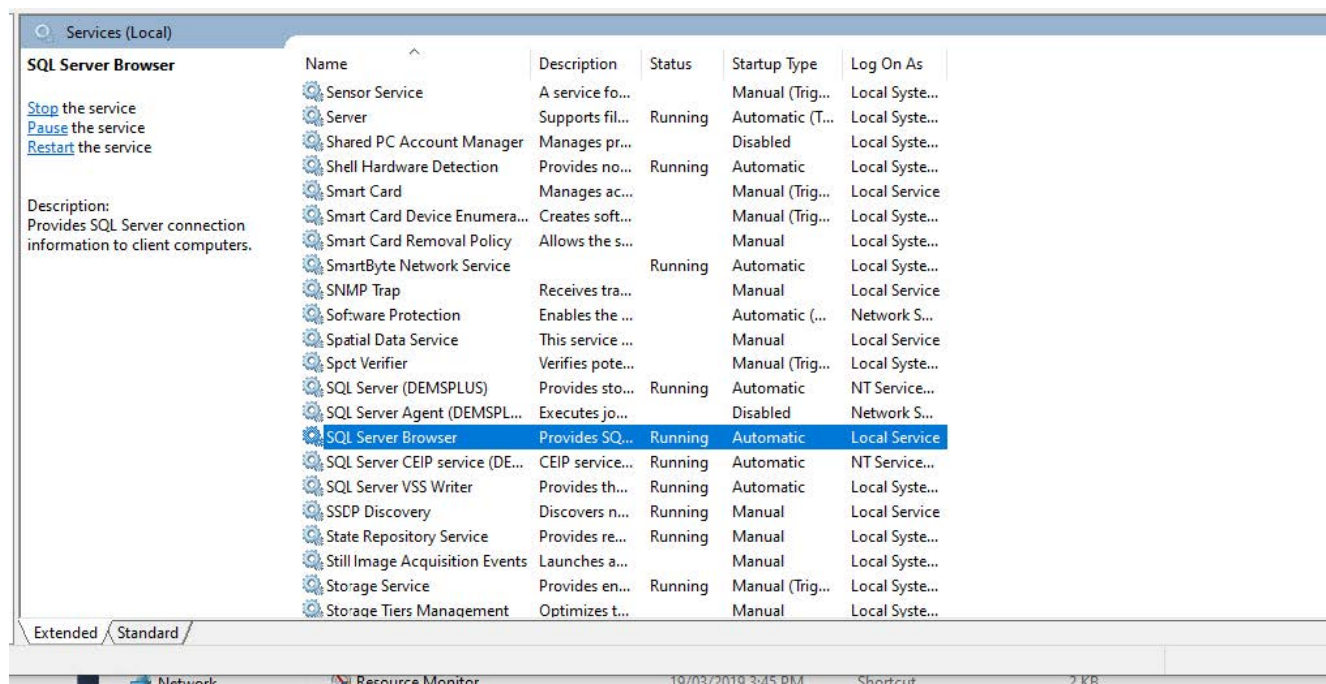 Services (Local)
SQL Server Browser
Stop the service
Pause the service
Restart the service
Description:
Provides SQL Server connection
information to client computers.
Name Description Status Startup Type Log On As
Sensor Service A service fo... Manual (Trig... Local Syste...
Server Supports fil... Running Automatic (T... Local Syste...
Shared PC Account Manager Manages pr... Disabled Local Syste...
Shell Hardware Detection Provides no... Running Automatic Local Syste...
Smart Card Manages ac... Manual (Trig... Local Service
Smart Card Device Enumera... Creates soft... Manual (Trig... Local Syste...
Smart Card Removal Policy Allows the s... Manual Local Syste...
SmartByte Network Service Running Automatic Local Syste...
SNMP Trap Receives tra... Manual Local Service
Software Protection Enables the ... Automatic (... Network S...
Spatial Data Service This service ... Manual Local Service
Spot Verifier Verifies pote... Manual (Trig... Local Syste...
SQL Server (DEMSPLUS) Provides sto... Running Automatic NT Service...
SQL Server Agent (DEMSPL... Executes jo... Disabled Network S...
SQL Server Browser Provides SQ... Running Automatic Local Service
SQL Server CEIP service (DE... CEIP service... Running Automatic NT Service...
SQL Server VSS Writer Provides th... Running Automatic Local Syste...
SSDP Discovery Discovers n... Running Manual Local Service
State Repository Service Provides re... Running Manual Local Syste...
Still Image Acquisition Events Launches a... Manual Local Syste...
Storage Service Provides en... Running Manual (Trig... Local Syste...
Storage Tiers Management Optimizes t... Manual Local Syste...
Extended Standard
Network Resource Monitor 19/03/2019 3:45 PM Shortcut 2 KB